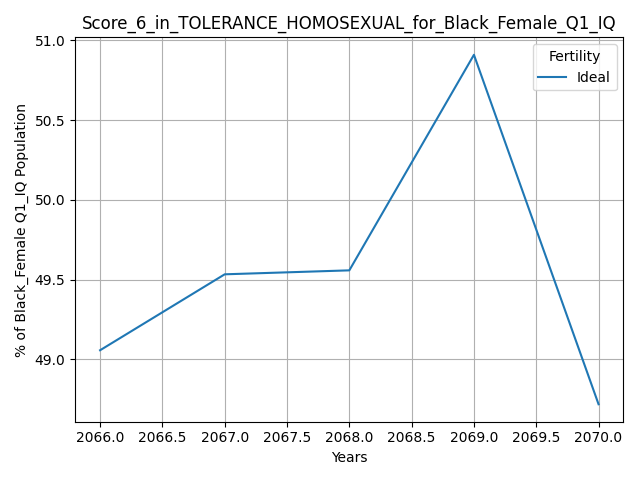 Score_6_in_TOLERANCE_HOMOSEXUAL_for_Black_Female_Q1_IQ
51.0
50.5
50.0
49.5
49.0
% of Black_Female Q1_IQ Population
Fertility
Ideal
2066.0 2066.5 2067.0 2067.5 2068.0 2068.5 2069.0 2069.5 2070.0
Years